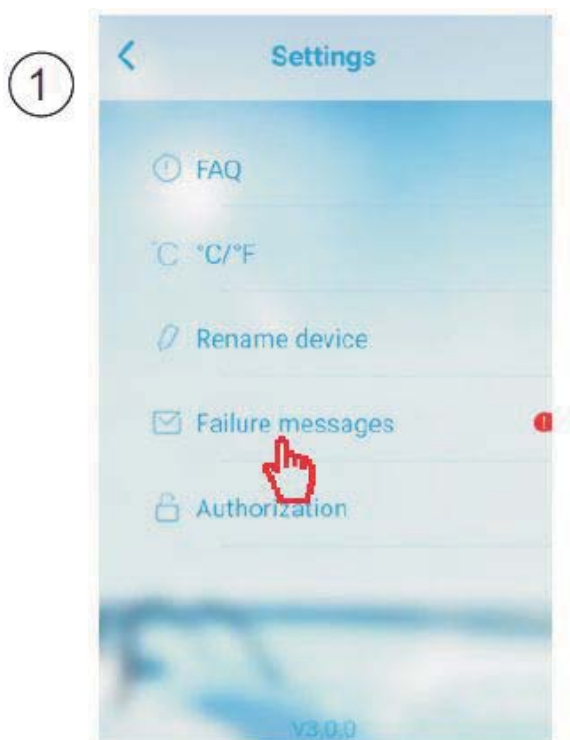 1
Settings
FAQ
°C °C/°F
Rename device
Failure messages
!
Authorization
V3,0,0